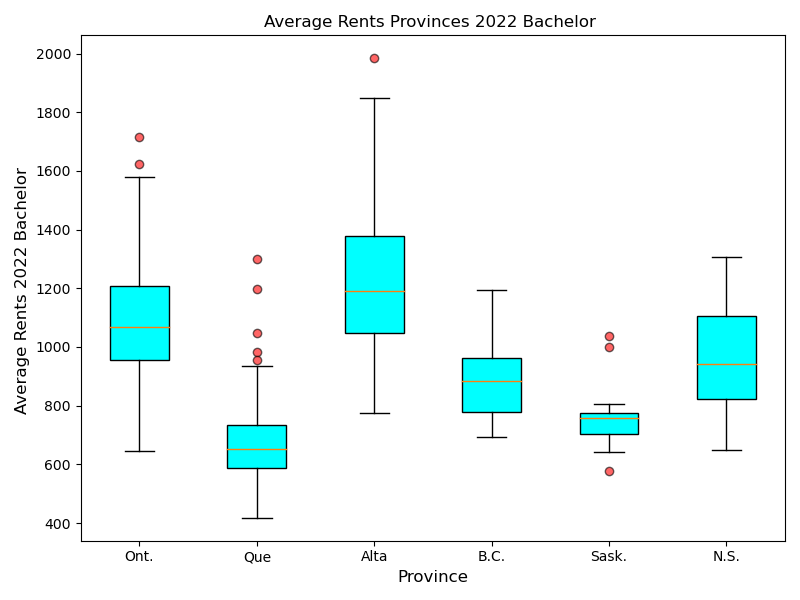 Average Rents Provinces 2022 Bachelor
Average Rents 2022 Bachelor
2000
1800
1600
1400
1200
1000
800
600
400
Ont.
Que
Alta
B.C.
Sask.
N.S.
Province